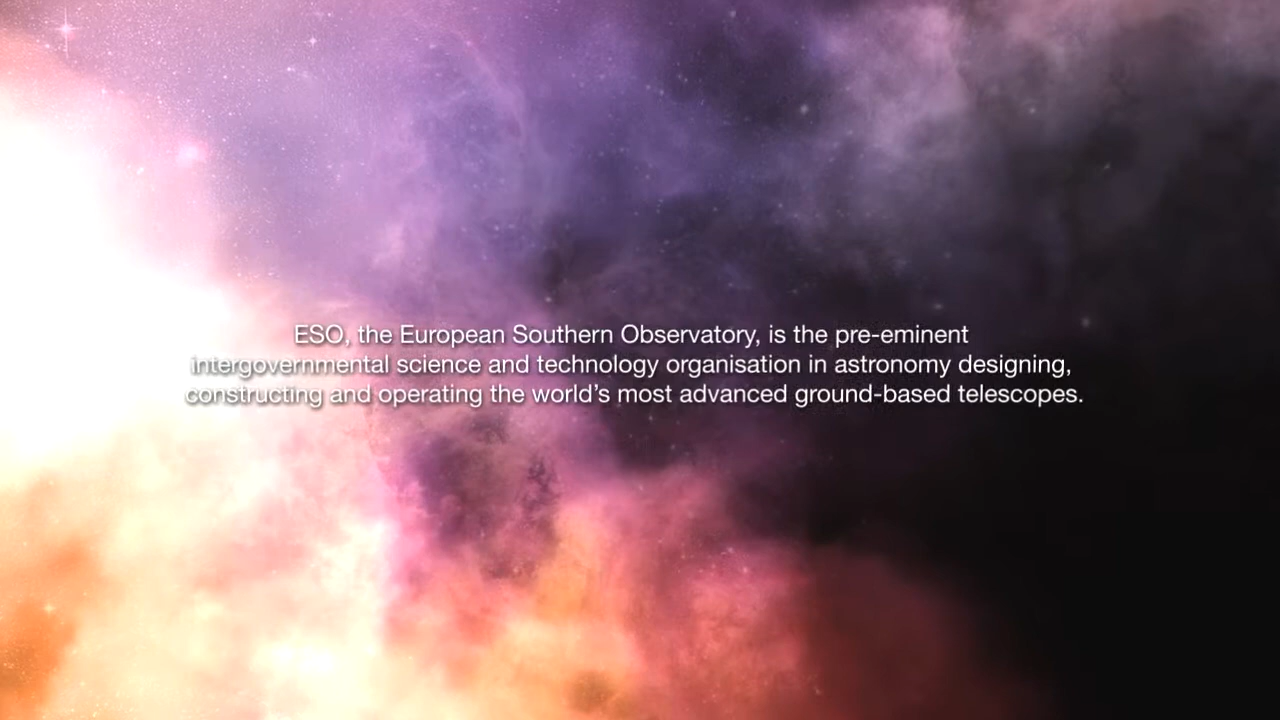 ESO, the European Southern Observatory, is the pre-eminent
intergovernmental science and technology organisation in astronomy designing,
constructing and operating the world’s most advanced ground-based telescopes.